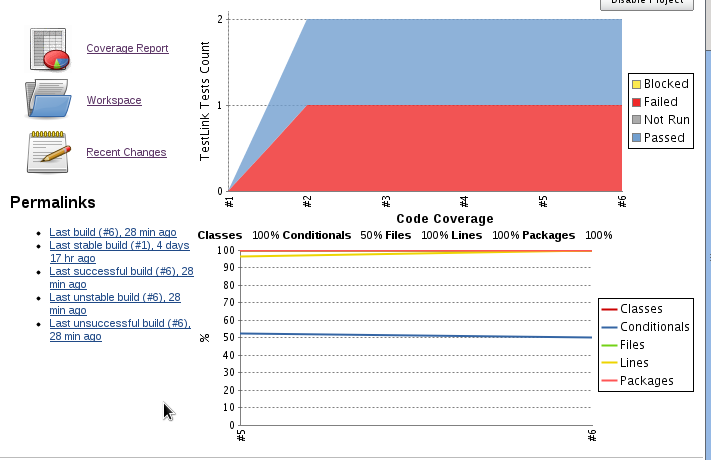 Disable Project
Coverage Report
Workspace
Recent Changes
Permalinks
Last build (#6), 28 min ago
Last stable build (#1), 4 days
17 hr ago
Last successful build (#6), 28
min ago
Last unstable build (#6), 28
min ago
Last unsuccessful build (#6),
28 min ago
TestLink Tests Count
2
1
0
#1
#2
#3
#4
#5
#6
Blocked
Failed
Not Run
Passed
Code Coverage
Classes 100% Conditionals 50% Files 100% Lines 100% Packages 100%
%
100
90
80
70
60
50
40
30
20
10
0
#5
#6
Classes
Conditionals
Files
Lines
Packages